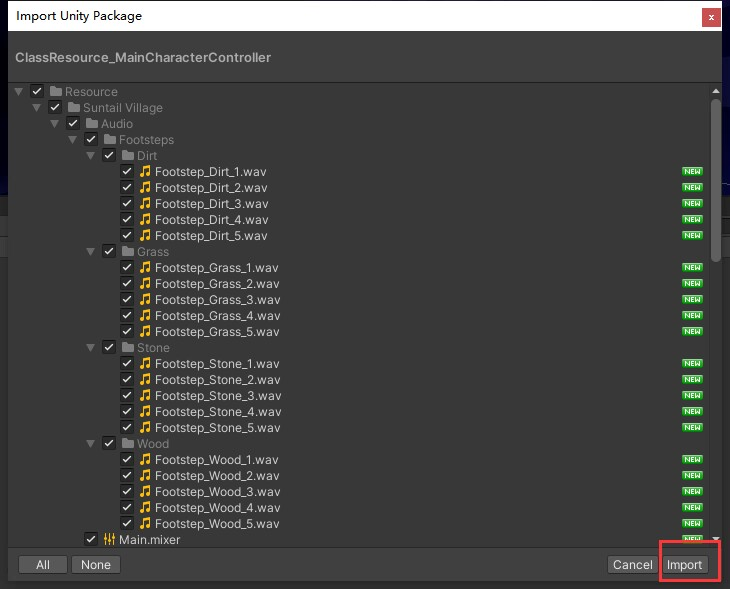 Import Unity Package
x
ClassResource_MainCharacterController
Resource
Suntail Village
Audio
Footsteps
Dirt
Footstep_Dirt_1.wav NEW
Footstep_Dirt_2.wav NEW
Footstep_Dirt_3.wav NEW
Footstep_Dirt_4.wav NEW
Footstep_Dirt_5.wav NEW
Grass
Footstep_Grass_1.wav NEW
Footstep_Grass_2.wav NEW
Footstep_Grass_3.wav NEW
Footstep_Grass_4.wav NEW
Footstep_Grass_5.wav NEW
Stone
Footstep_Stone_1.wav NEW
Footstep_Stone_2.wav NEW
Footstep_Stone_3.wav NEW
Footstep_Stone_4.wav NEW
Footstep_Stone_5.wav NEW
Wood
Footstep_Wood_1.wav NEW
Footstep_Wood_2.wav NEW
Footstep_Wood_3.wav NEW
Footstep_Wood_4.wav NEW
Footstep_Wood_5.wav NEW
Main.mixer NEW
All None Cancel Import